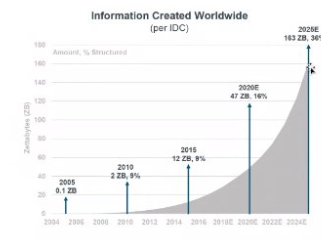 Information Created Worldwide
(per IDC)
2025E
163 ZB, 36%
Amount, % Structured
2020E
47 ZB, 16%
2015
12 ZB, 9%
2010
2 ZB, 9%
2005
0.1 ZB
Zettabytes (ZB)
180
160
140
120
100
80
60
40
20
0
2004 2006 2008 2010 2012 2014 2016 2018E 2020E 2022E 2024E